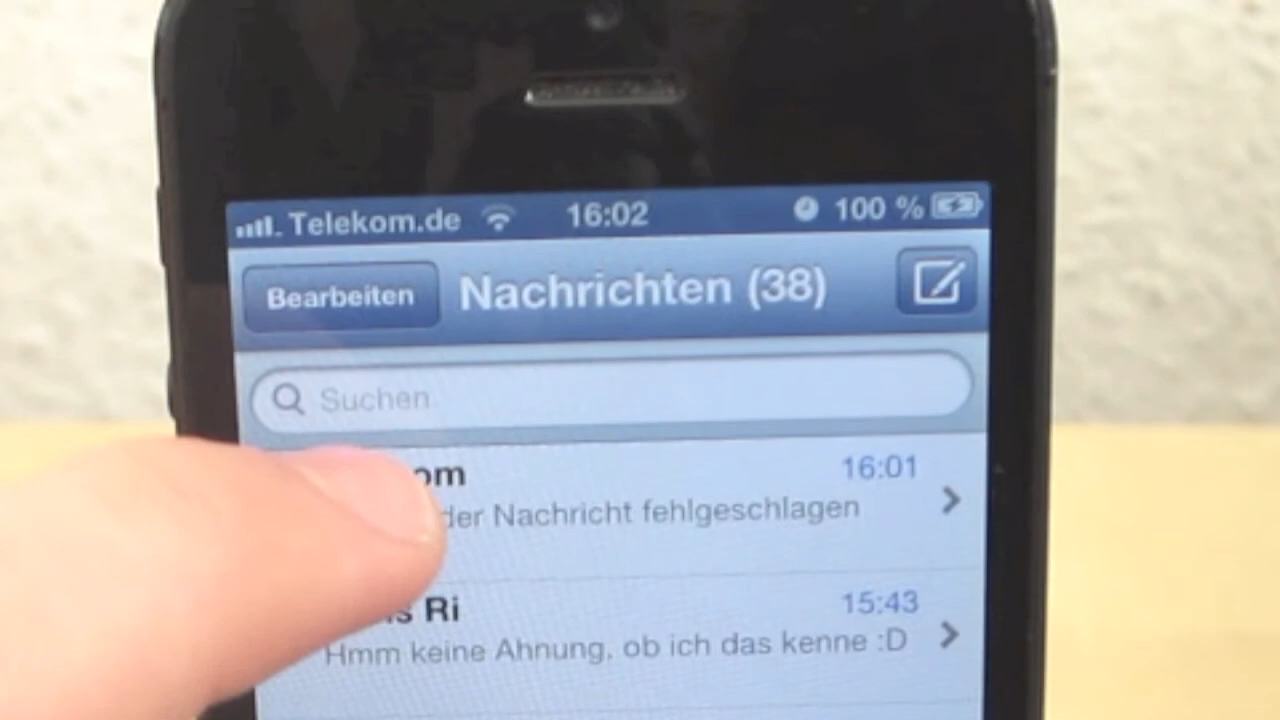 Telekom.de 16:02 100 %
Bearbeiten Nachrichten (38)
Suchen
16:01
der Nachricht fehlgeschlagen
Ri 15:43
Hmm keine Ahnung, ob ich das kenne :D